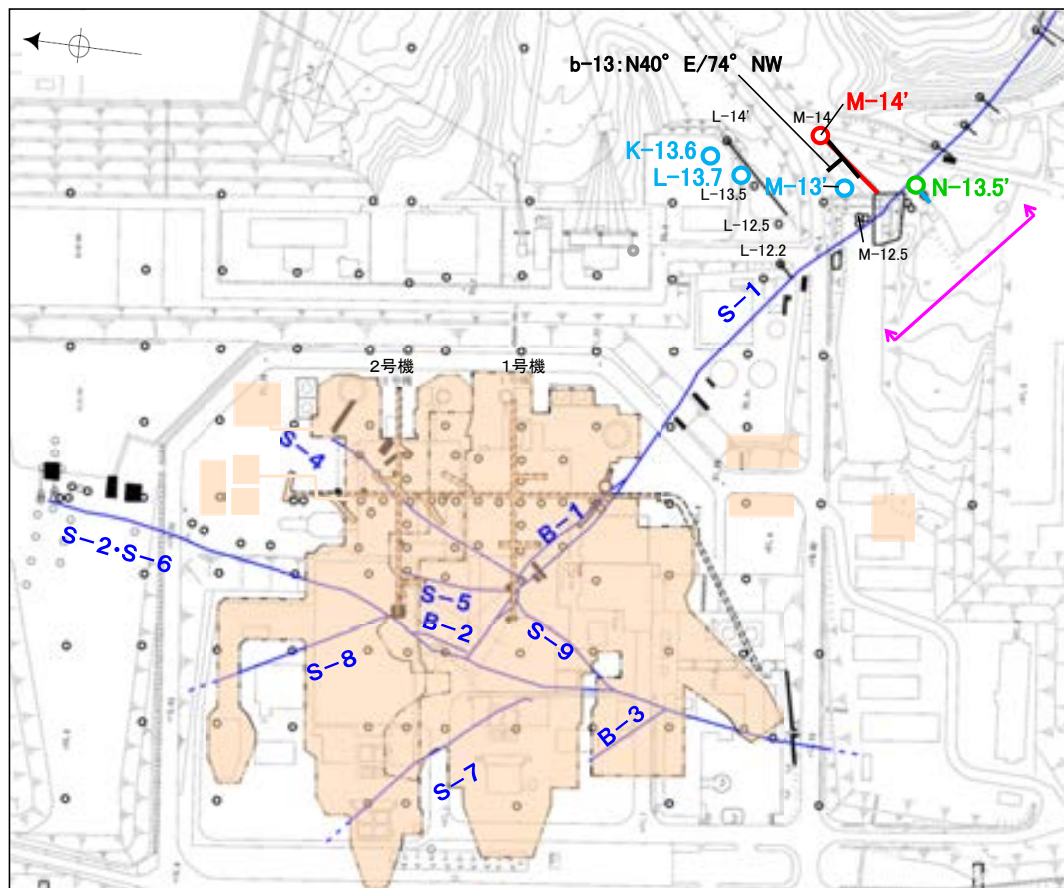 b-13:N40° E/74° NW
M-14'
M-14
L-14'
K-13.6
L-13.7
L-13.5
M-13'
N-13.5'
L-12.5
M-12.5
L-12.2
S-1
2号機
1号機
S-4
B-1
S-2・S-6
S-5
B-2
S-9
S-8
B-3
S-7